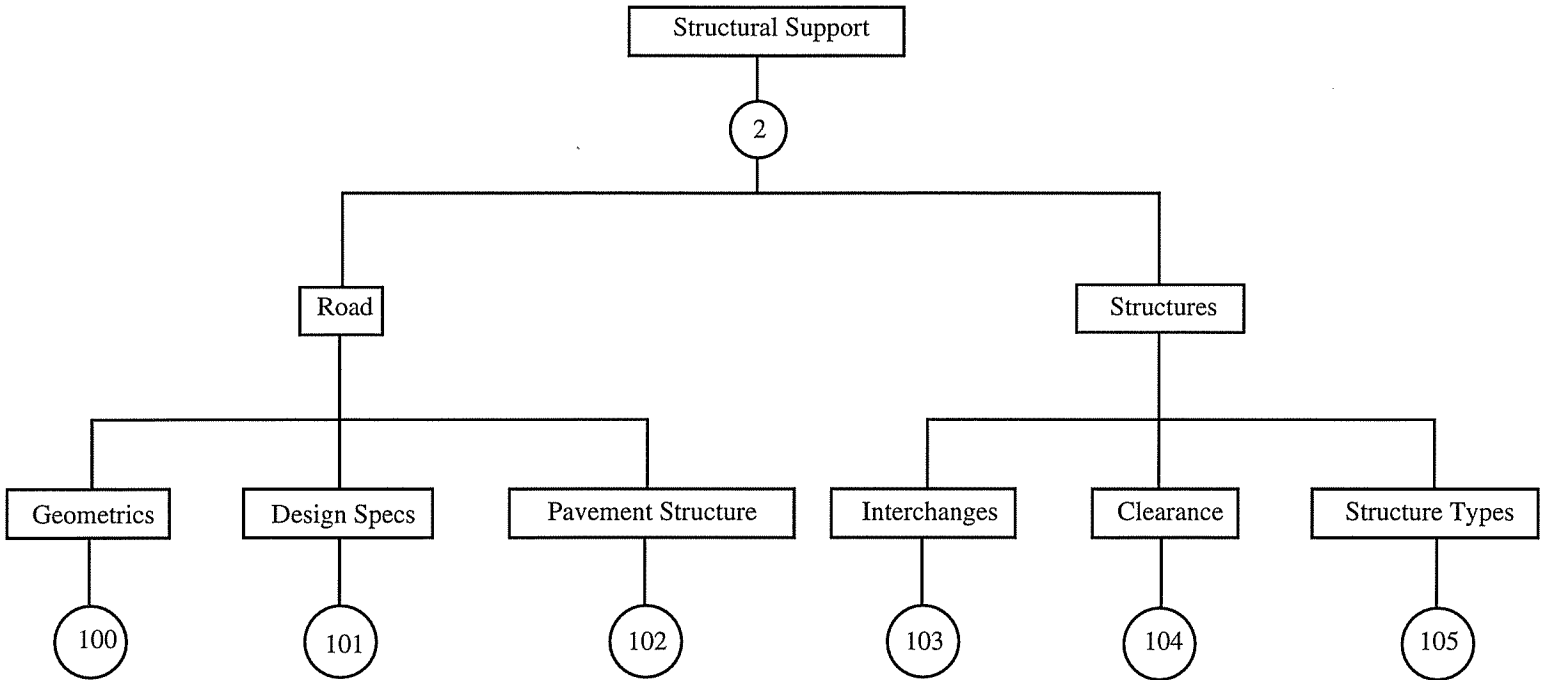 Structural Support
2
Road
Structures
Geometrics
Design Specs
Pavement Structure
Interchanges
Clearance
Structure Types
100
101
102
103
104
105